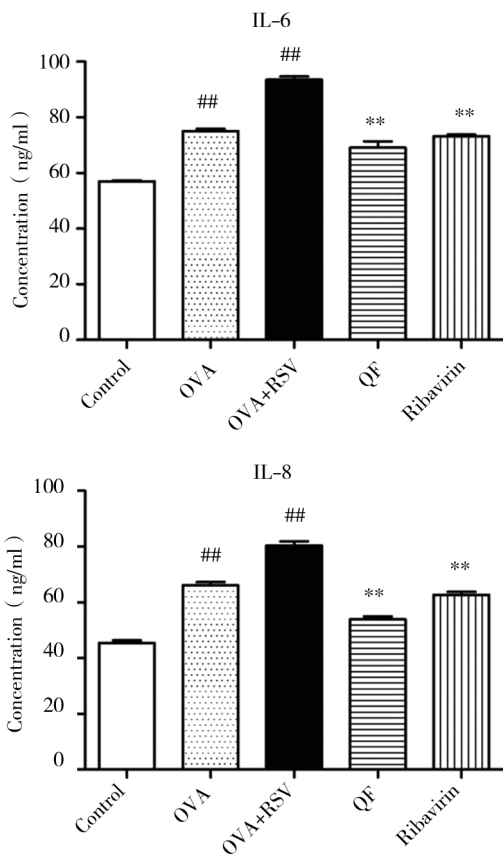 IL-6
Concentration ( ng/ml )
100
80
60
40
20
0
##
##
**
**
Control
OVA
OVA+RSV
QF
Ribavirin
IL-8
Concentration ( ng/ml )
100
80
60
40
20
0
##
##
**
**
Control
OVA
OVA+RSV
QF
Ribavirin